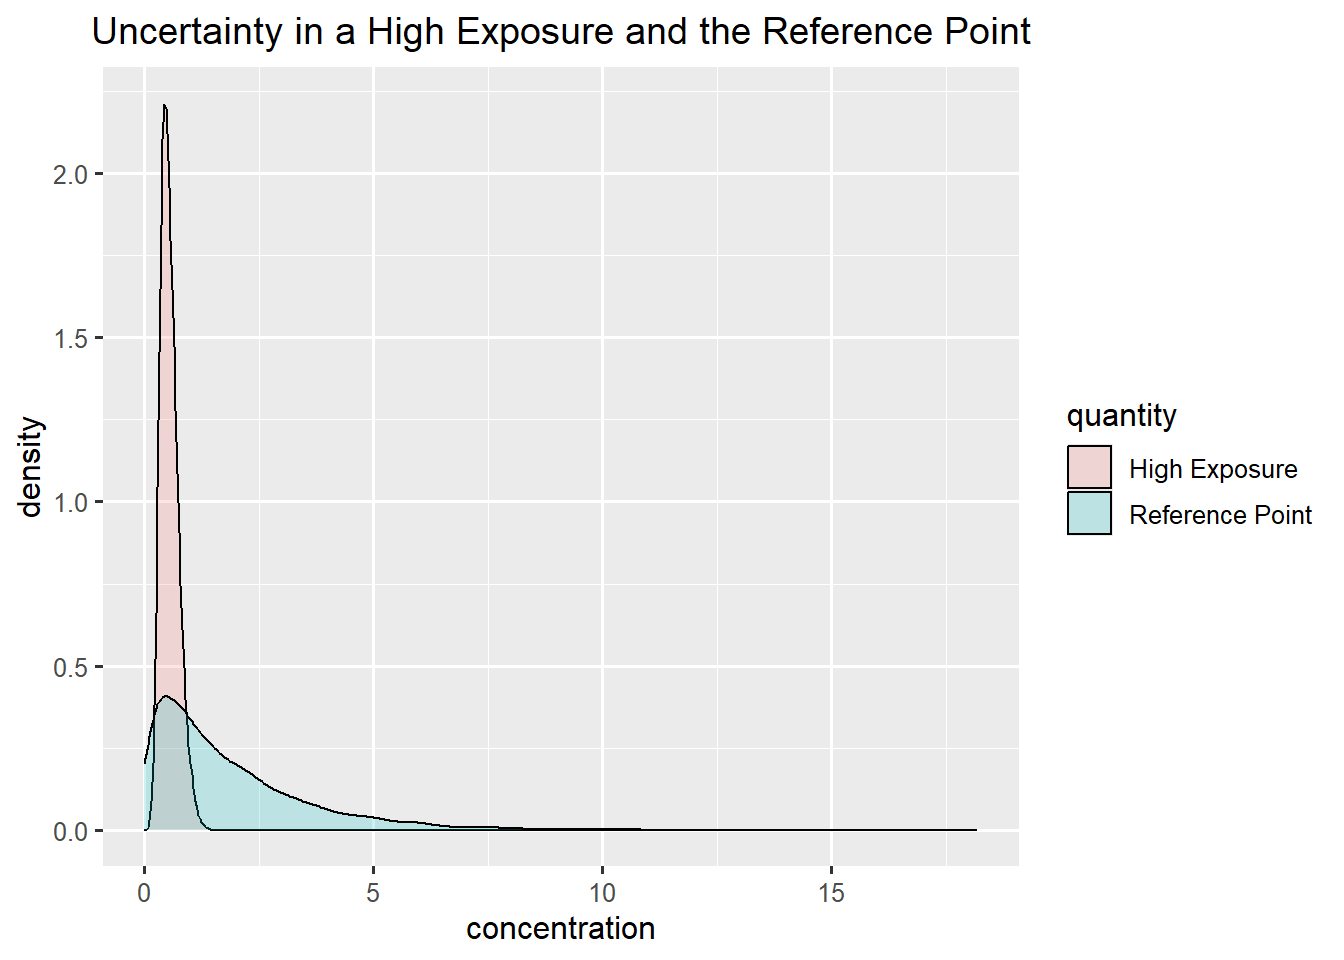 Uncertainty in a High Exposure and the Reference Point
2.0
1.5
1.0
0.5
0.0
density
0 5 10 15
concentration
quantity
High Exposure
Reference Point